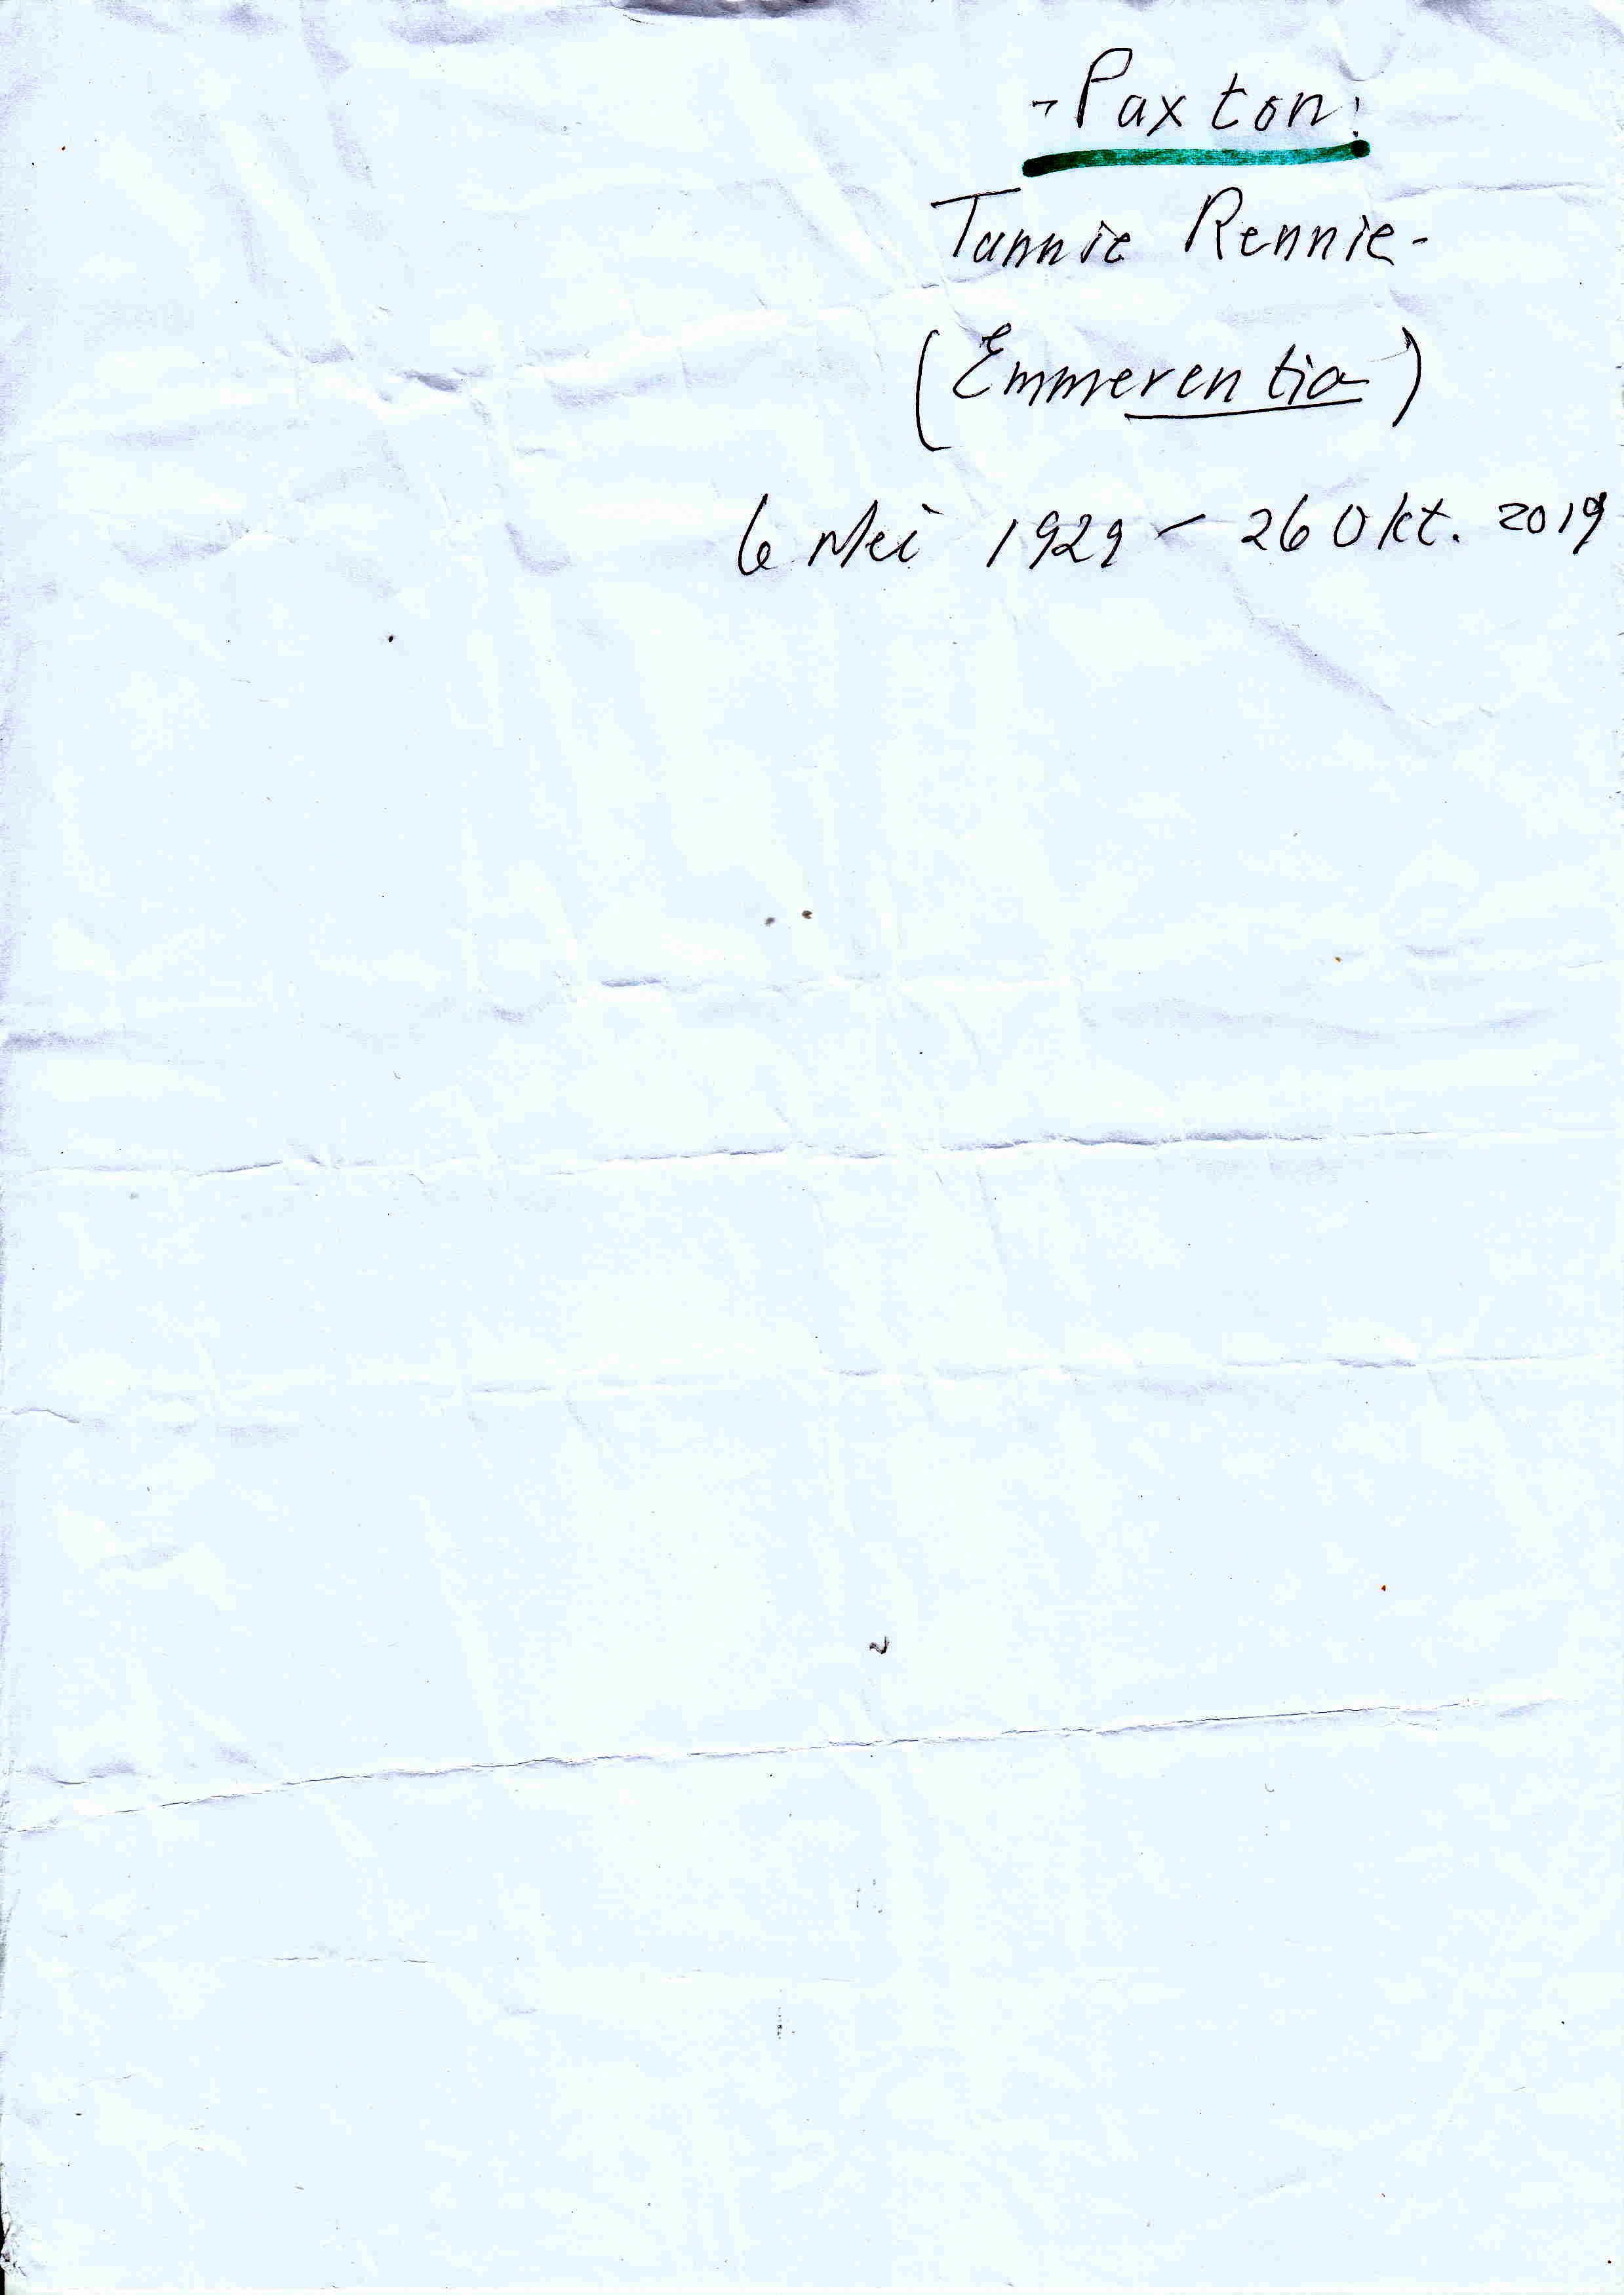 - Paxton:
Tannie Rennie-
(Emmerentia)
6 Mei 1929 - 26 Okt. 2019